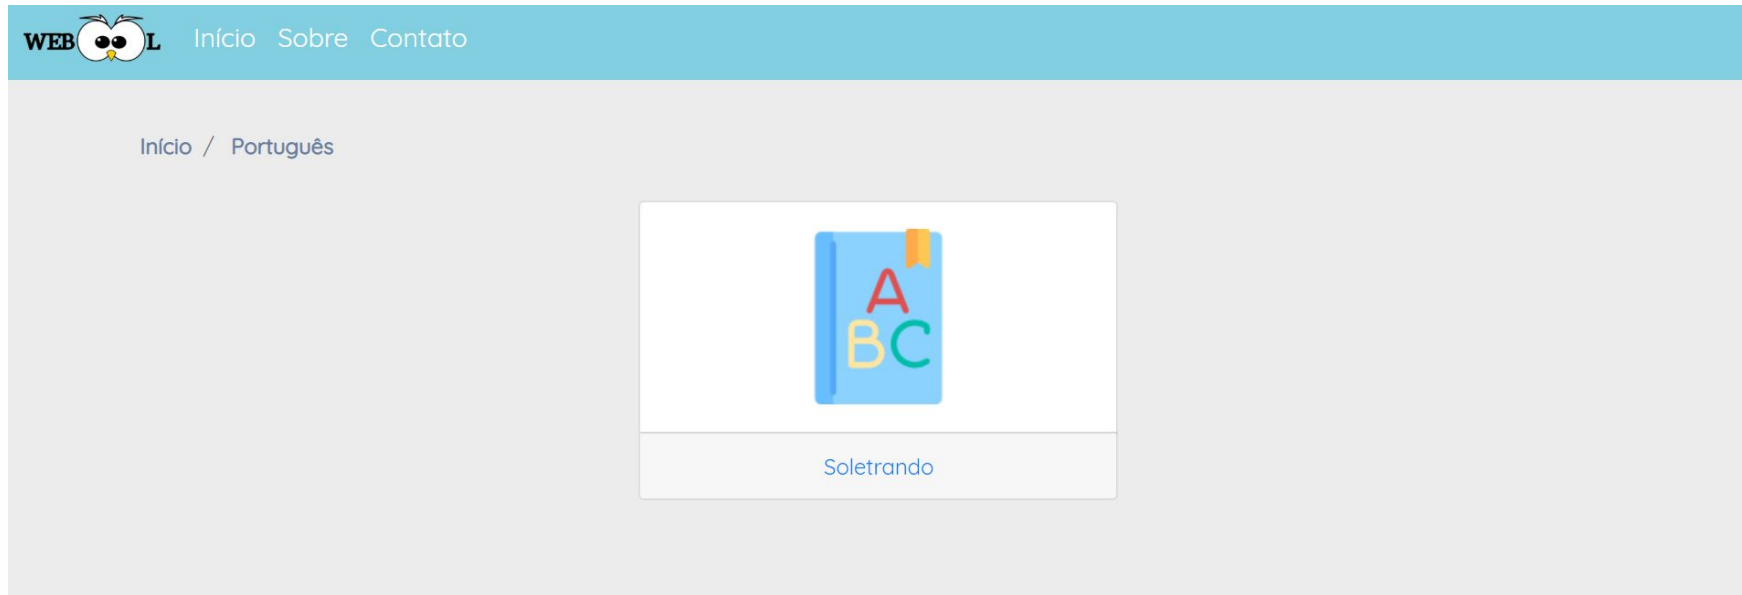 WEB L Início Sobre Contato
Início / Português
A
BC
Soletrando